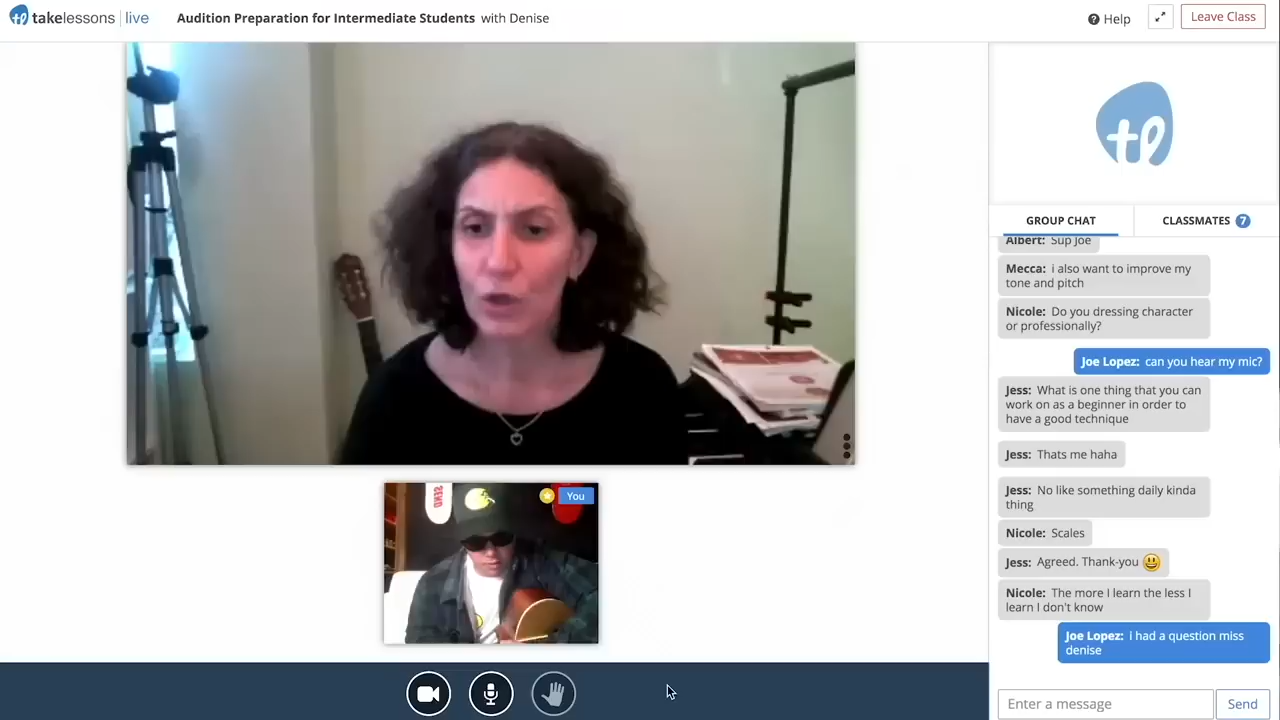 takelessons live Audition Preparation for Intermediate Students with Denise Help Leave Class
GROUP CHAT CLASSMATES 7
Albert: Sup Joe
Mecca: i also want to improve my
tone and pitch
Nicole: Do you dressing character
or professionally?
Joe Lopez: can you hear my mic?
Jess: What is one thing that you can
work on as a beginner in order to
have a good technique
Jess: Thats me haha
Jess: No like something daily kinda
thing
Nicole: Scales
Jess: Agreed. Thank-you 😃
Nicole: The more I learn the less I
learn I don't know
Joe Lopez: i had a question miss
denise
You
Enter a message Send